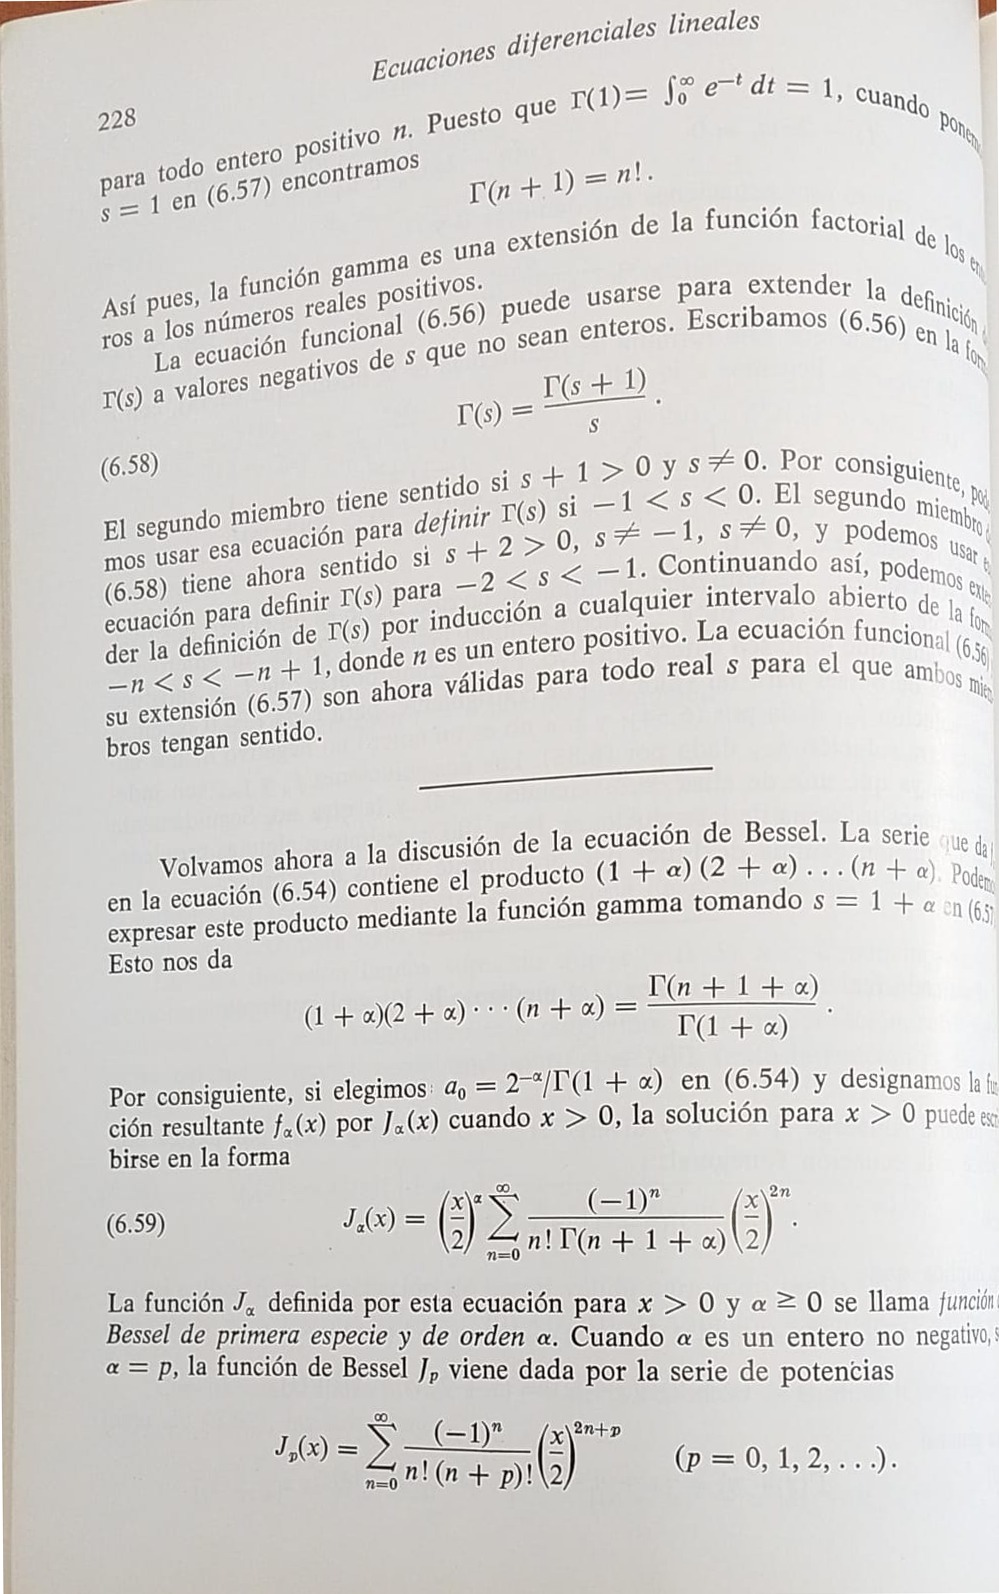 Ecuaciones diferenciales lineales
228
para todo entero positivo n. Puesto que Γ(1)= ∫₀^∞ e^{−t} dt = 1, cuando
s = 1 en (6.57) encontramos
Γ(n + 1) = n! .
Así pues, la función gamma es una extensión de la función factorial de los
ros a los números reales positivos.
La ecuación funcional (6.56) puede usarse para extender la definición
Γ(s) a valores negativos de s que no sean enteros. Escribamos (6.56) en la
(6.58) Γ(s) = Γ(s + 1)/s .
El segundo miembro tiene sentido si s + 1 > 0 y s ≠ 0. Por consiguiente,
mos usar esa ecuación para definir Γ(s) si −1 < s < 0. El segundo miembro
(6.58) tiene ahora sentido si s + 2 > 0, s ≠ −1, s ≠ 0, y podemos usar
ecuación para definir Γ(s) para −2 < s < −1. Continuando así, podemos
der la definición de Γ(s) por inducción a cualquier intervalo abierto de la
−n < s < −n + 1, donde n es un entero positivo. La ecuación funcional (6.56)
su extensión (6.57) son ahora válidas para todo real s para el que ambos
bros tengan sentido.
Volvamos ahora a la discusión de la ecuación de Bessel. La serie que da
en la ecuación (6.54) contiene el producto (1 + α) (2 + α) . . . (n + α).
expresar este producto mediante la función gamma tomando s = 1 + α en
Esto nos da
(1 + α)(2 + α) · · · (n + α) = Γ(n + 1 + α)/Γ(1 + α) .
Por consiguiente, si elegimos a₀ = 2^{−α}/Γ(1 + α) en (6.54) y designamos la
ción resultante f_α(x) por J_α(x) cuando x > 0, la solución para x > 0 puede
birse en la forma
(6.59) J_α(x) = (x/2)^α ∑_{n=0}^∞ (−1)^n/(n! Γ(n + 1 + α)) (x/2)^{2n} .
La función J_α definida por esta ecuación para x > 0 y α ≥ 0 se llama función
Bessel de primera especie y de orden α. Cuando α es un entero no negativo,
α = p, la función de Bessel J_p viene dada por la serie de potencias
J_p(x) = ∑_{n=0}^∞ (−1)^n/(n! (n + p)!) (x/2)^{2n+p} (p = 0, 1, 2, . . .).